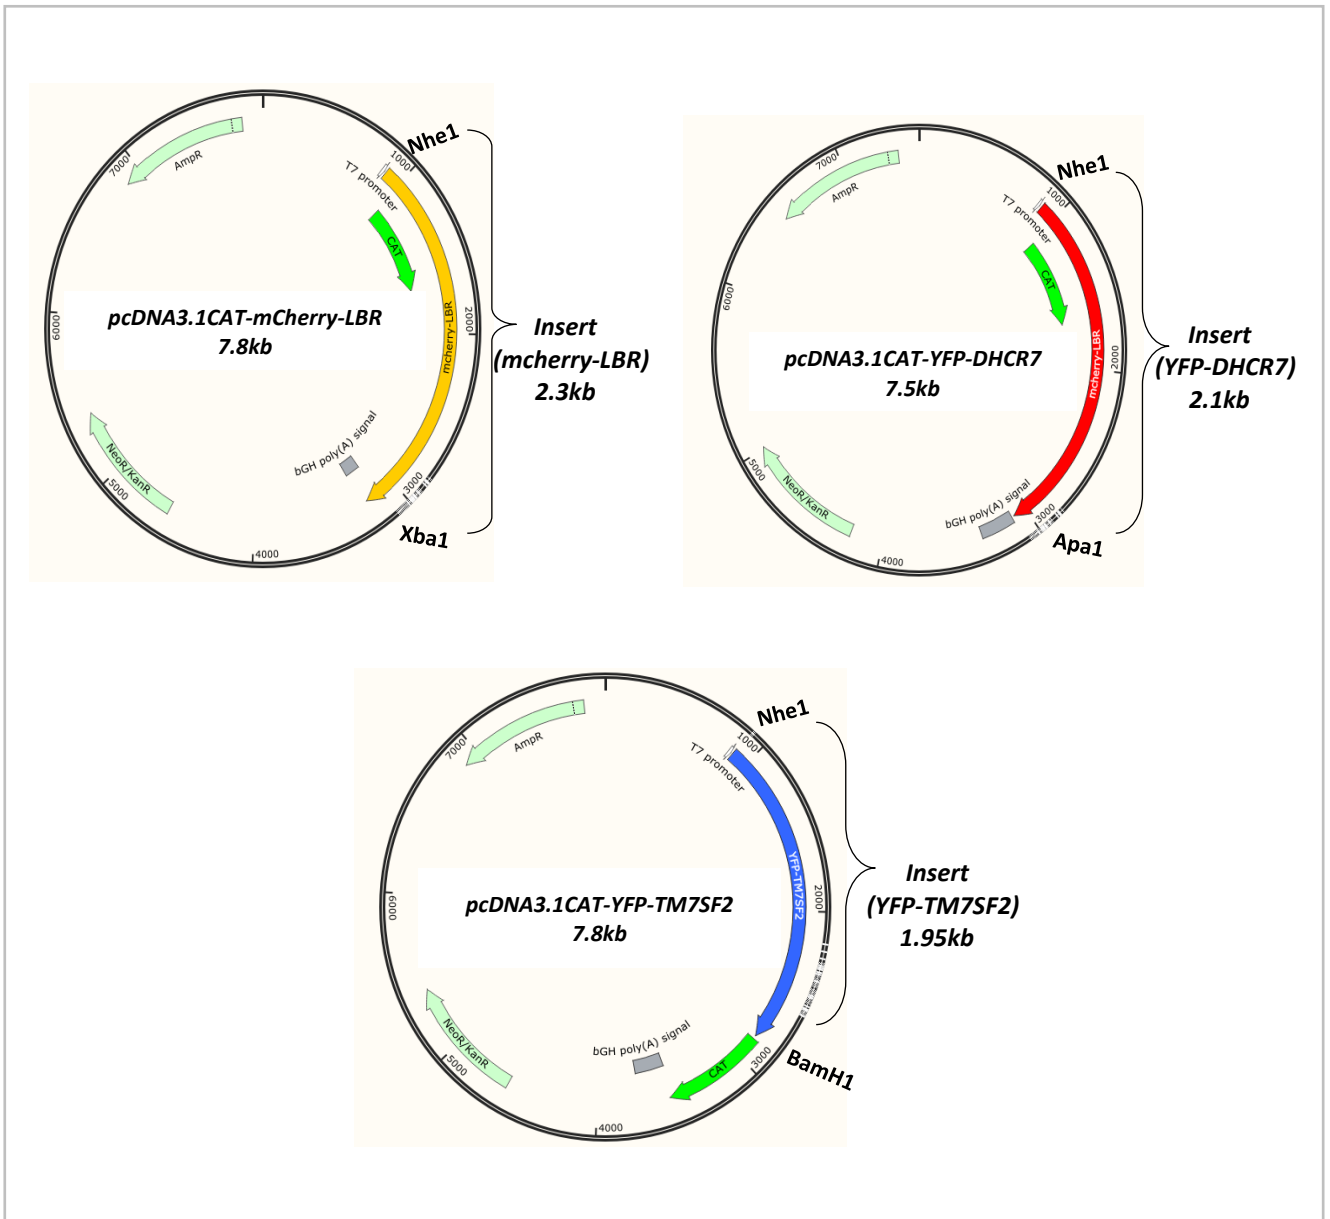 Nhe1
1000
T7 promoter
AmpR
7000
CAT
pcDNA3.1CAT-mCherry-LBR
7.8kb
mcherry-LBR
2000
6000
bGH poly(A) signal
NeoR/KanR
5000
3000
Xba1
4000
Insert
(mcherry-LBR)
2.3kb
Nhe1
1000
T7 promoter
AmpR
7000
CAT
pcDNA3.1CAT-YFP-DHCR7
7.5kb
mcherry-LBR
2000
6000
bGH poly(A) signal
NeoR/KanR
5000
3000
Apa1
4000
Insert
(YFP-DHCR7)
2.1kb
Nhe1
1000
T7 promoter
AmpR
7000
pcDNA3.1CAT-YFP-TM7SF2
7.8kb
YFP-TM7SF2
2000
6000
bGH poly(A) signal
NeoR/KanR
5000
CAT
3000
BamH1
4000
Insert
(YFP-TM7SF2)
1.95kb